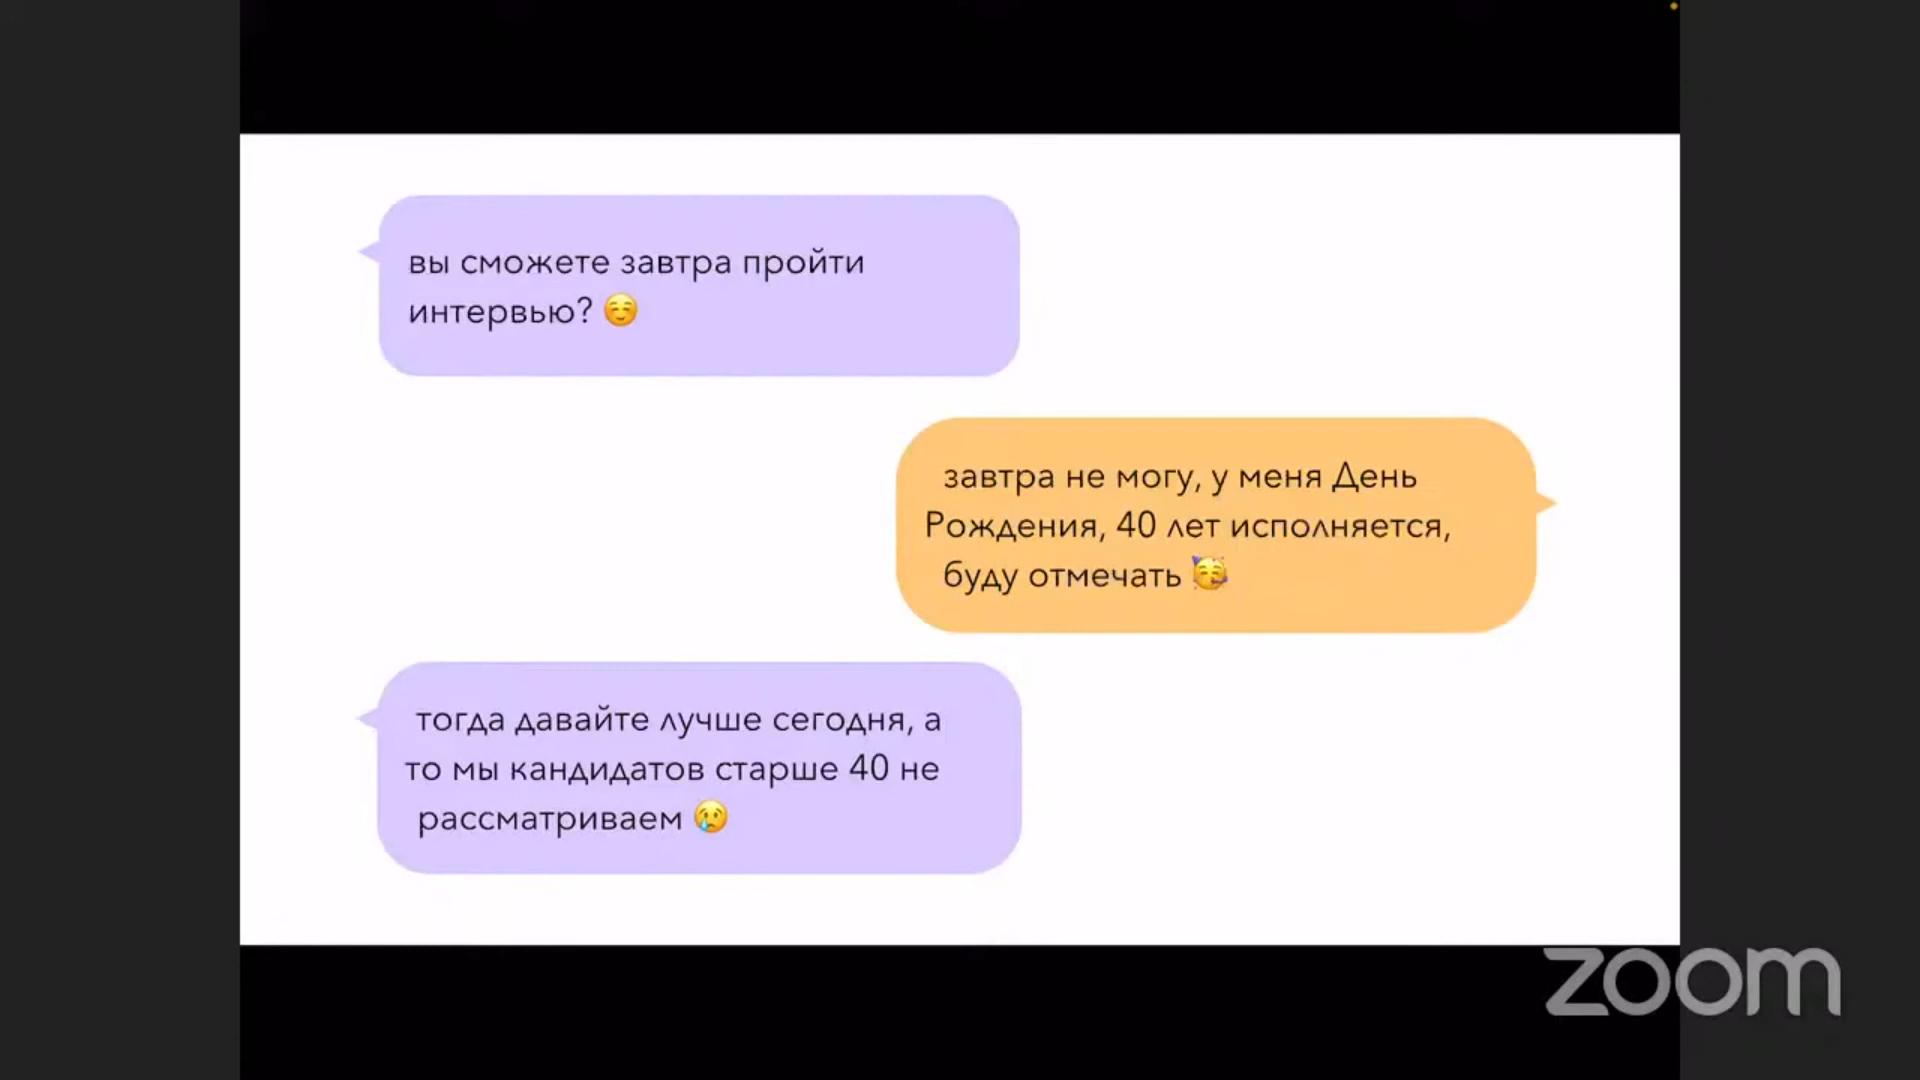 вы сможете завтра пройти
интервью? ☺️
завтра не могу, у меня День
Рождения, 40 лет исполняется,
буду отмечать 🥳
тогда давайте лучше сегодня, а
то мы кандидатов старше 40 не
рассматриваем 😢
zoom